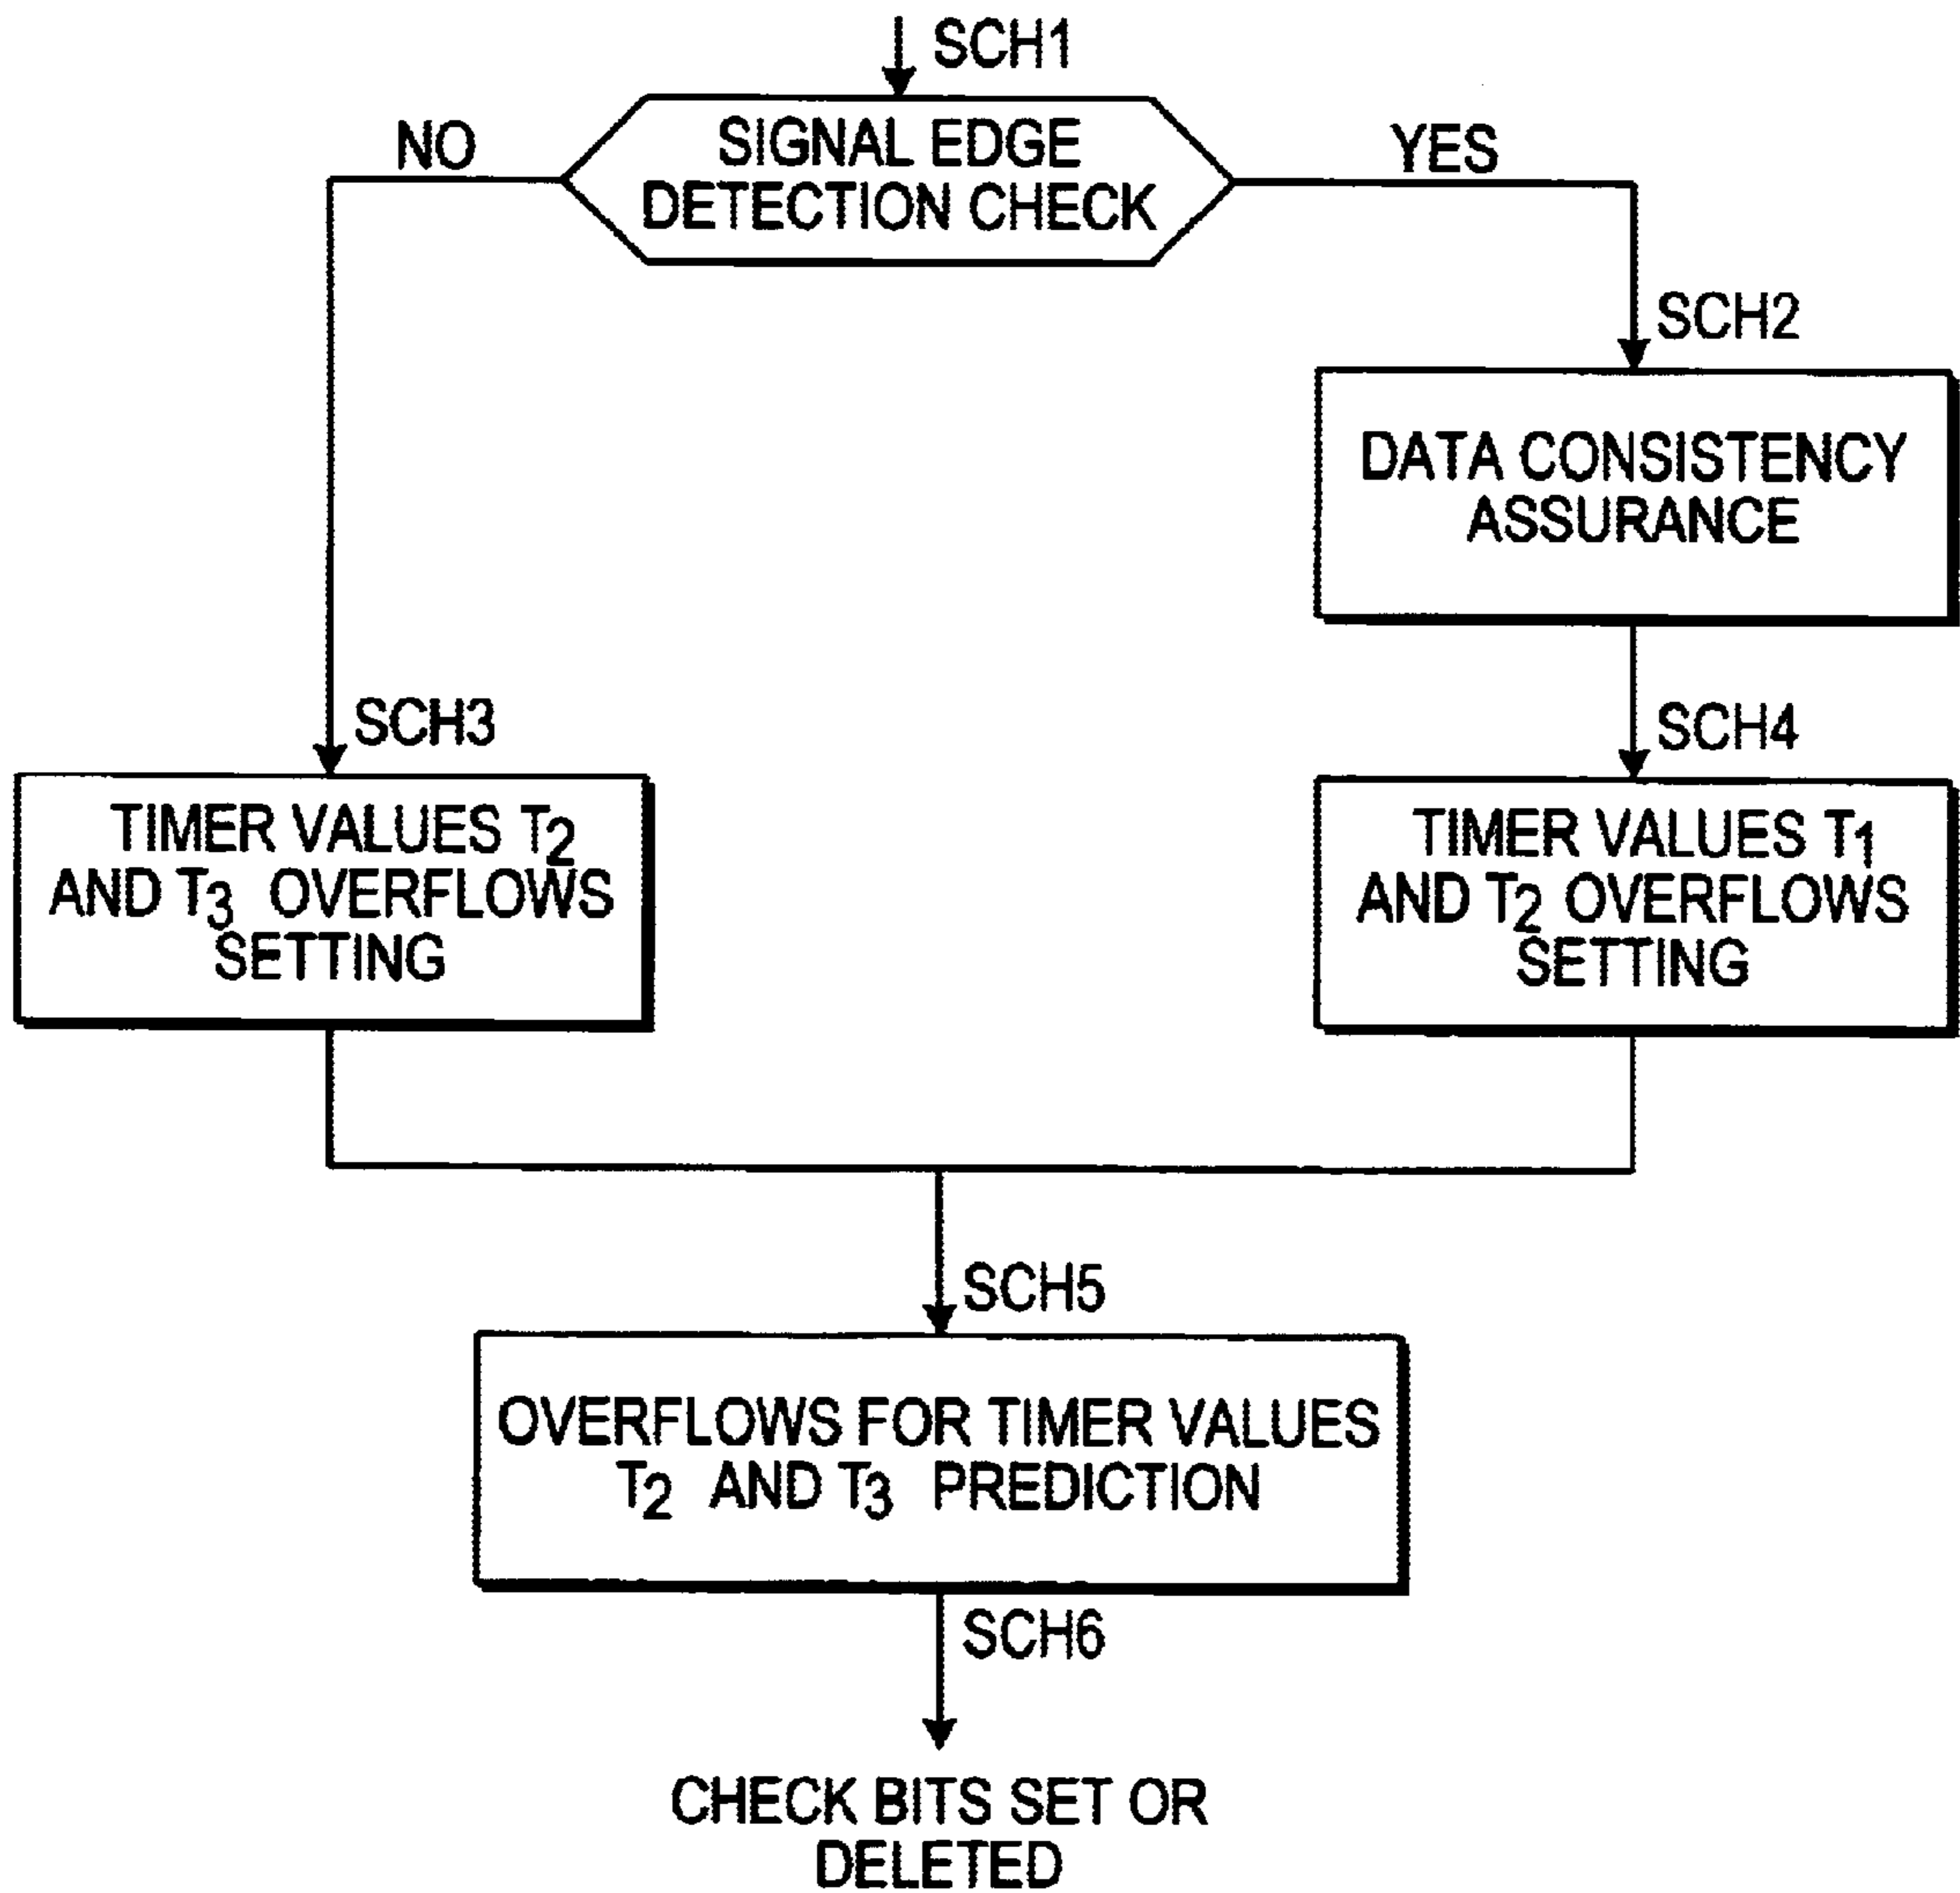 SCH1
SIGNAL EDGE
DETECTION CHECK
NO
YES
SCH2
DATA CONSISTENCY
ASSURANCE
SCH3
SCH4
TIMER VALUES T2
AND T3 OVERFLOWS
SETTING
TIMER VALUES T1
AND T2 OVERFLOWS
SETTING
SCH5
OVERFLOWS FOR TIMER VALUES
T2 AND T3 PREDICTION
SCH6
CHECK BITS SET OR
DELETED